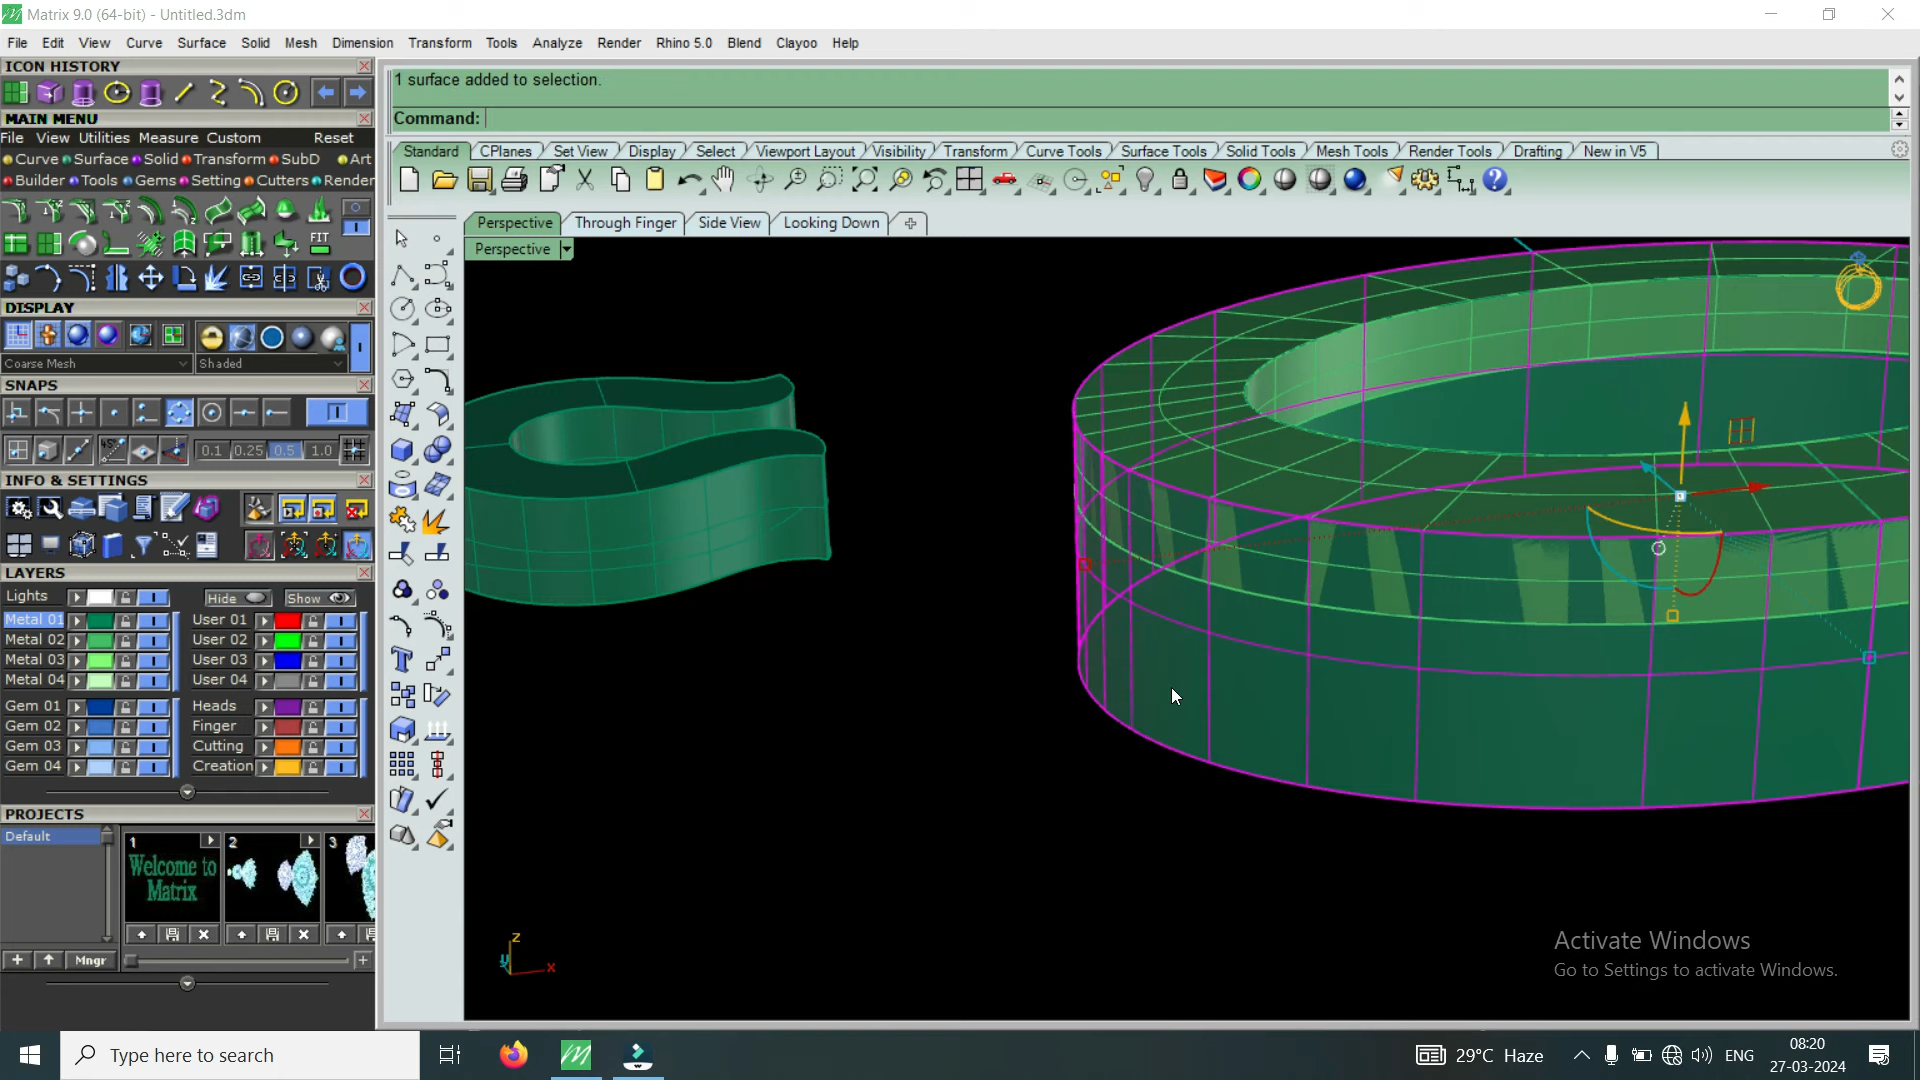 Matrix 9.0 (64-bit) - Untitled.3dm
File Edit View Curve Surface Solid Mesh Dimension Transform Tools Analyze Render Rhino 5.0 Blend Clayoo Help
ICON HISTORY
1 surface added to selection.
Command:
MAIN MENU
File View Utilities Measure Custom Reset
Curve Surface Solid Transform SubD Art
Builder Tools Gems Setting Cutters Render
Standard CPlanes Set View Display Select Viewport Layout Visibility Transform Curve Tools Surface Tools Solid Tools Mesh Tools Render Tools Drafting New in V5
Perspective Through Finger Side View Looking Down
Perspective
FIT
DISPLAY
Coarse Mesh Shaded
SNAPS
0.1 0.25 0.5 1.0
INFO & SETTINGS
LAYERS
Lights Hide Show
Metal 01 User 01
Metal 02 User 02
Metal 03 User 03
Metal 04 User 04
Gem 01 Heads
Gem 02 Finger
Gem 03 Cutting
Gem 04 Creation
PROJECTS
Default
1 2 3
Welcome to
Matrix
Mngr
z
y x
Activate Windows
Go to Settings to activate Windows.
Type here to search
29°C Haze
ENG
08:20
27-03-2024